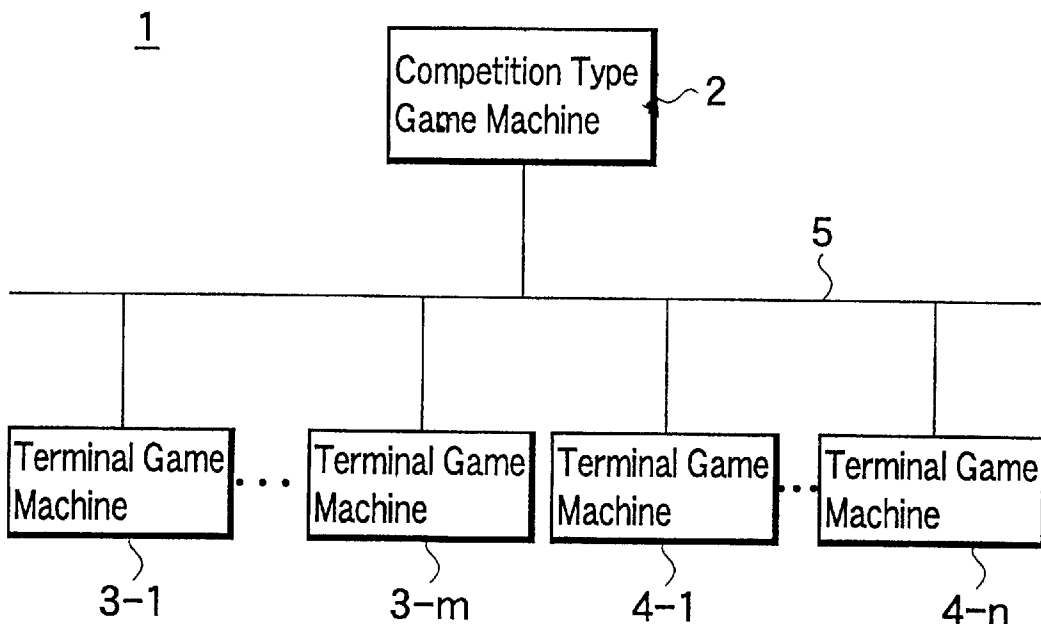 1
Competition Type
Game Machine
2
5
Terminal Game
Machine
...
Terminal Game
Machine
Terminal Game
Machine
...
Terminal Game
Machine
3-1
3-m
4-1
4-n